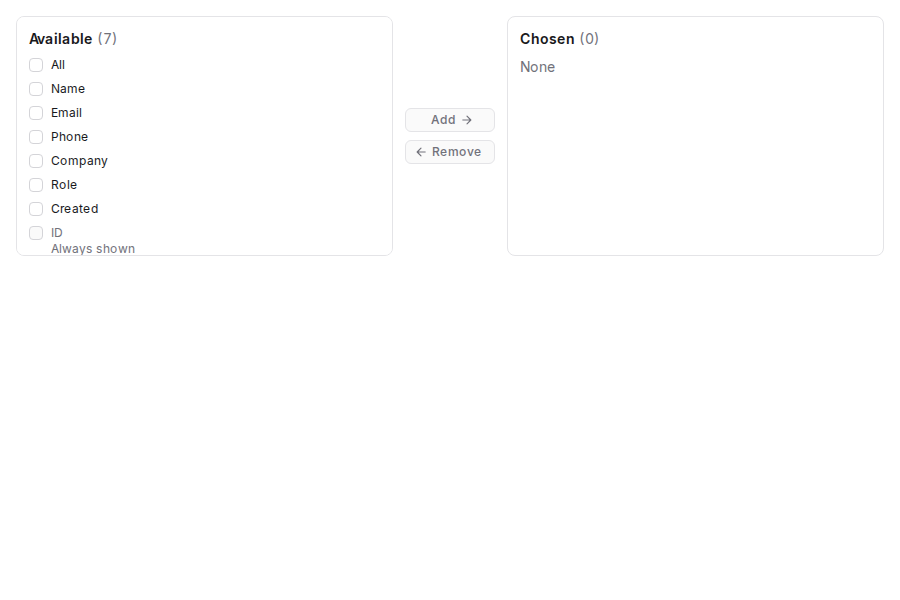 Available (7)
All
Name
Email
Phone
Company
Role
Created
ID
Always shown
Add →
← Remove
Chosen (0)
None